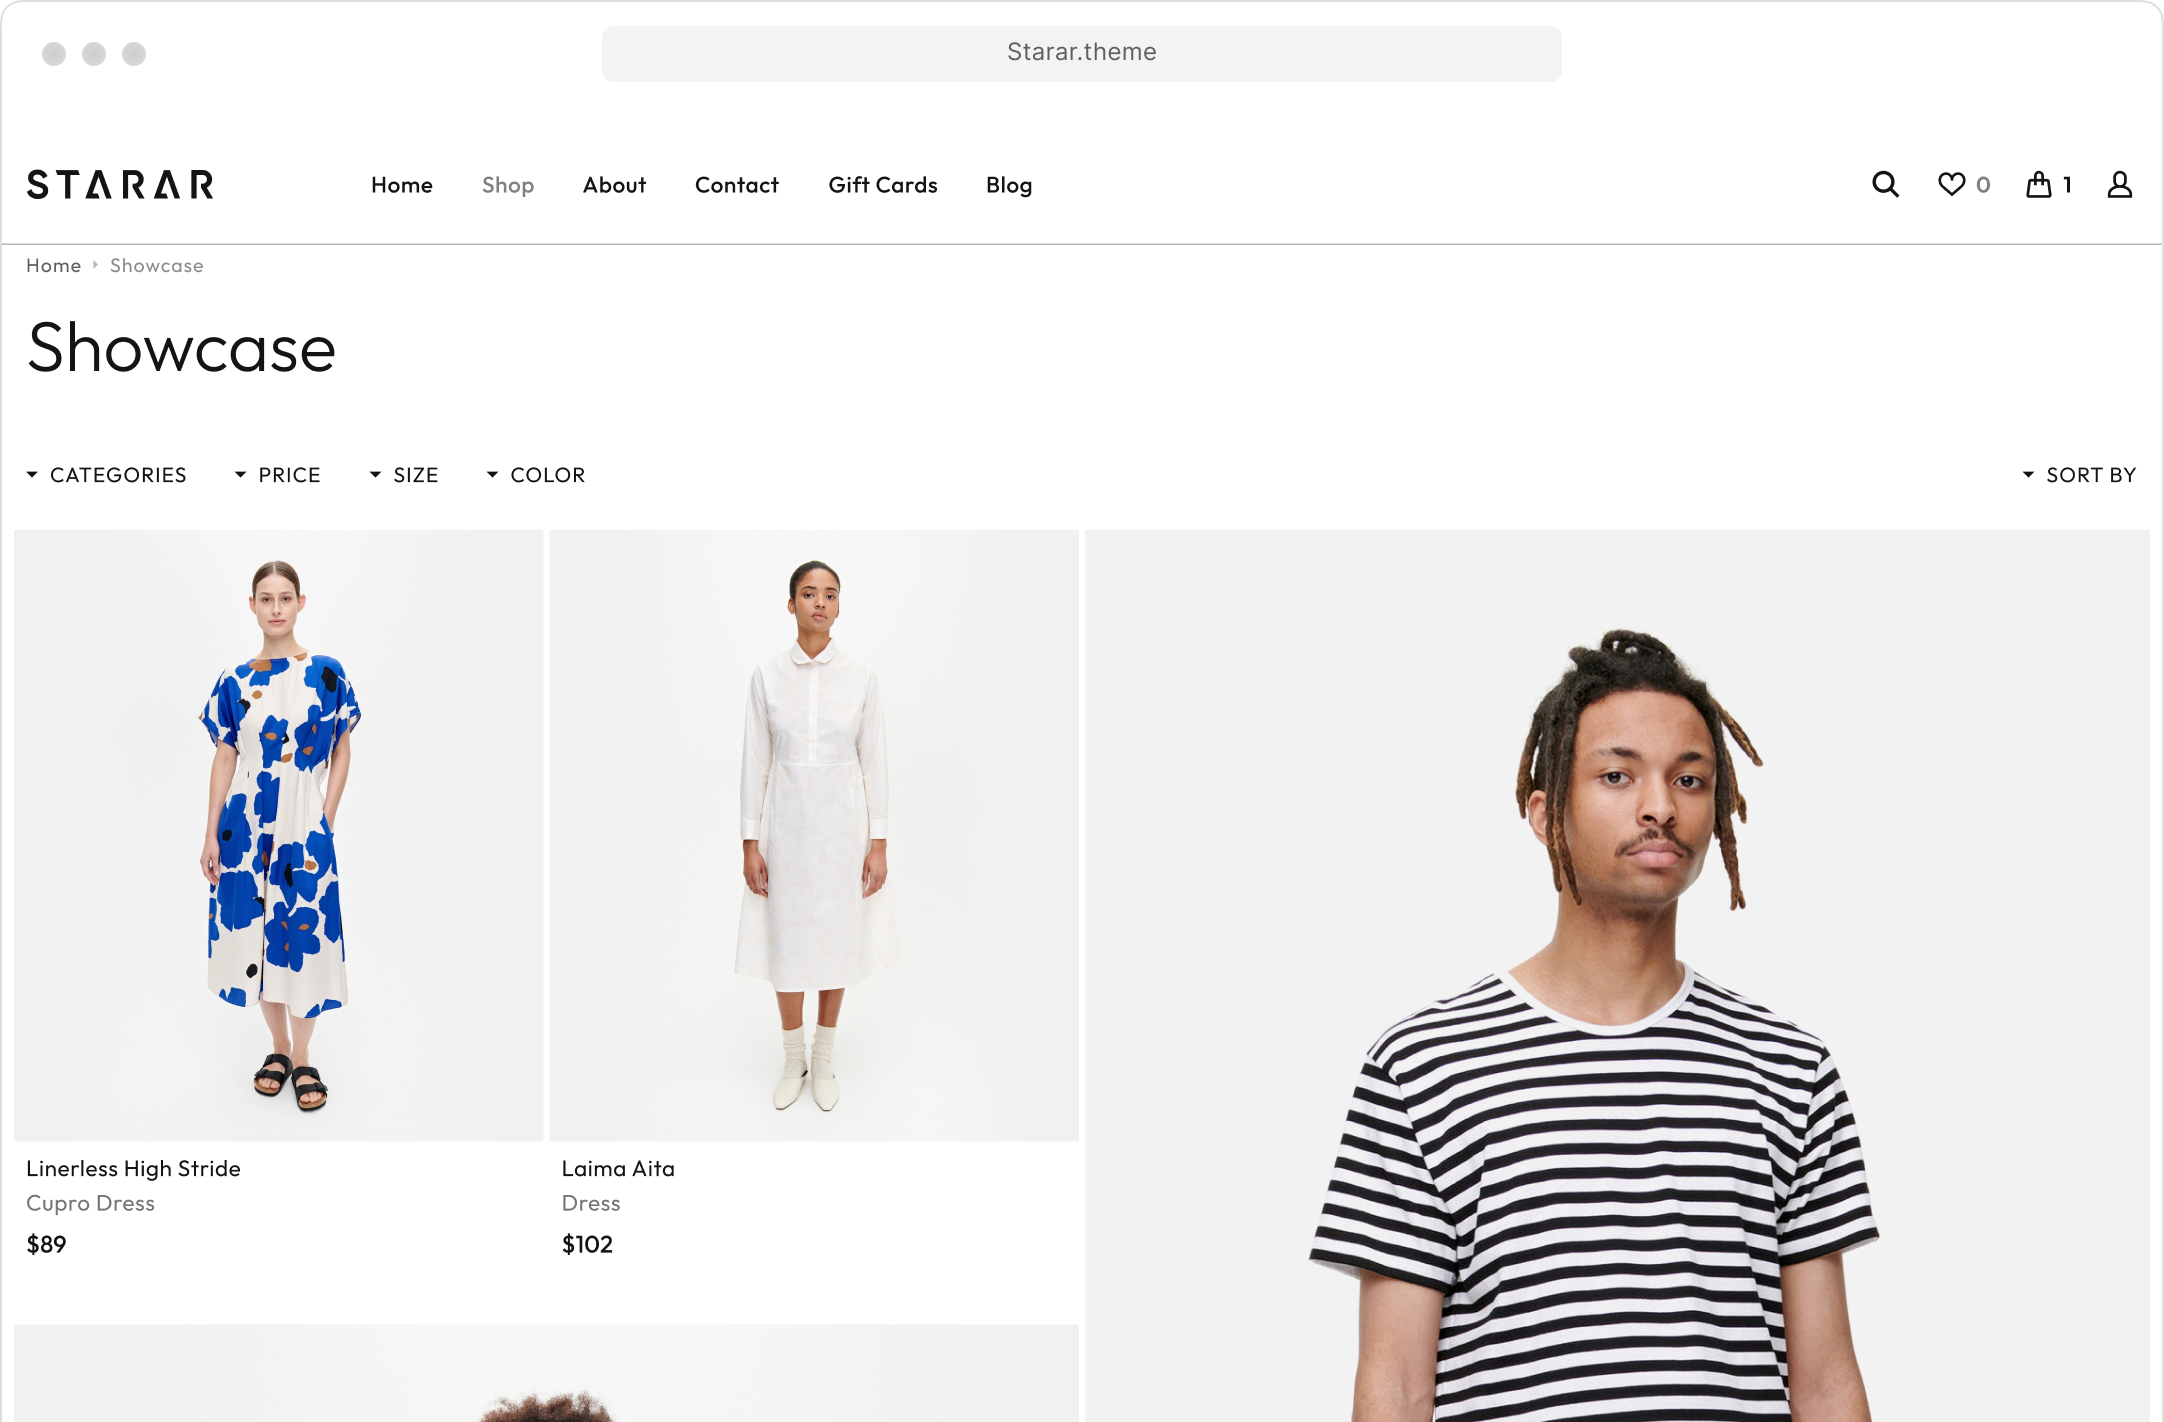 Starar.theme
STARAR Home Shop About Contact Gift Cards Blog 0 1
Home Showcase
Showcase
CATEGORIES PRICE SIZE COLOR SORT BY
Linerless High Stride
Cupro Dress
$89
Laima Aita
Dress
$102